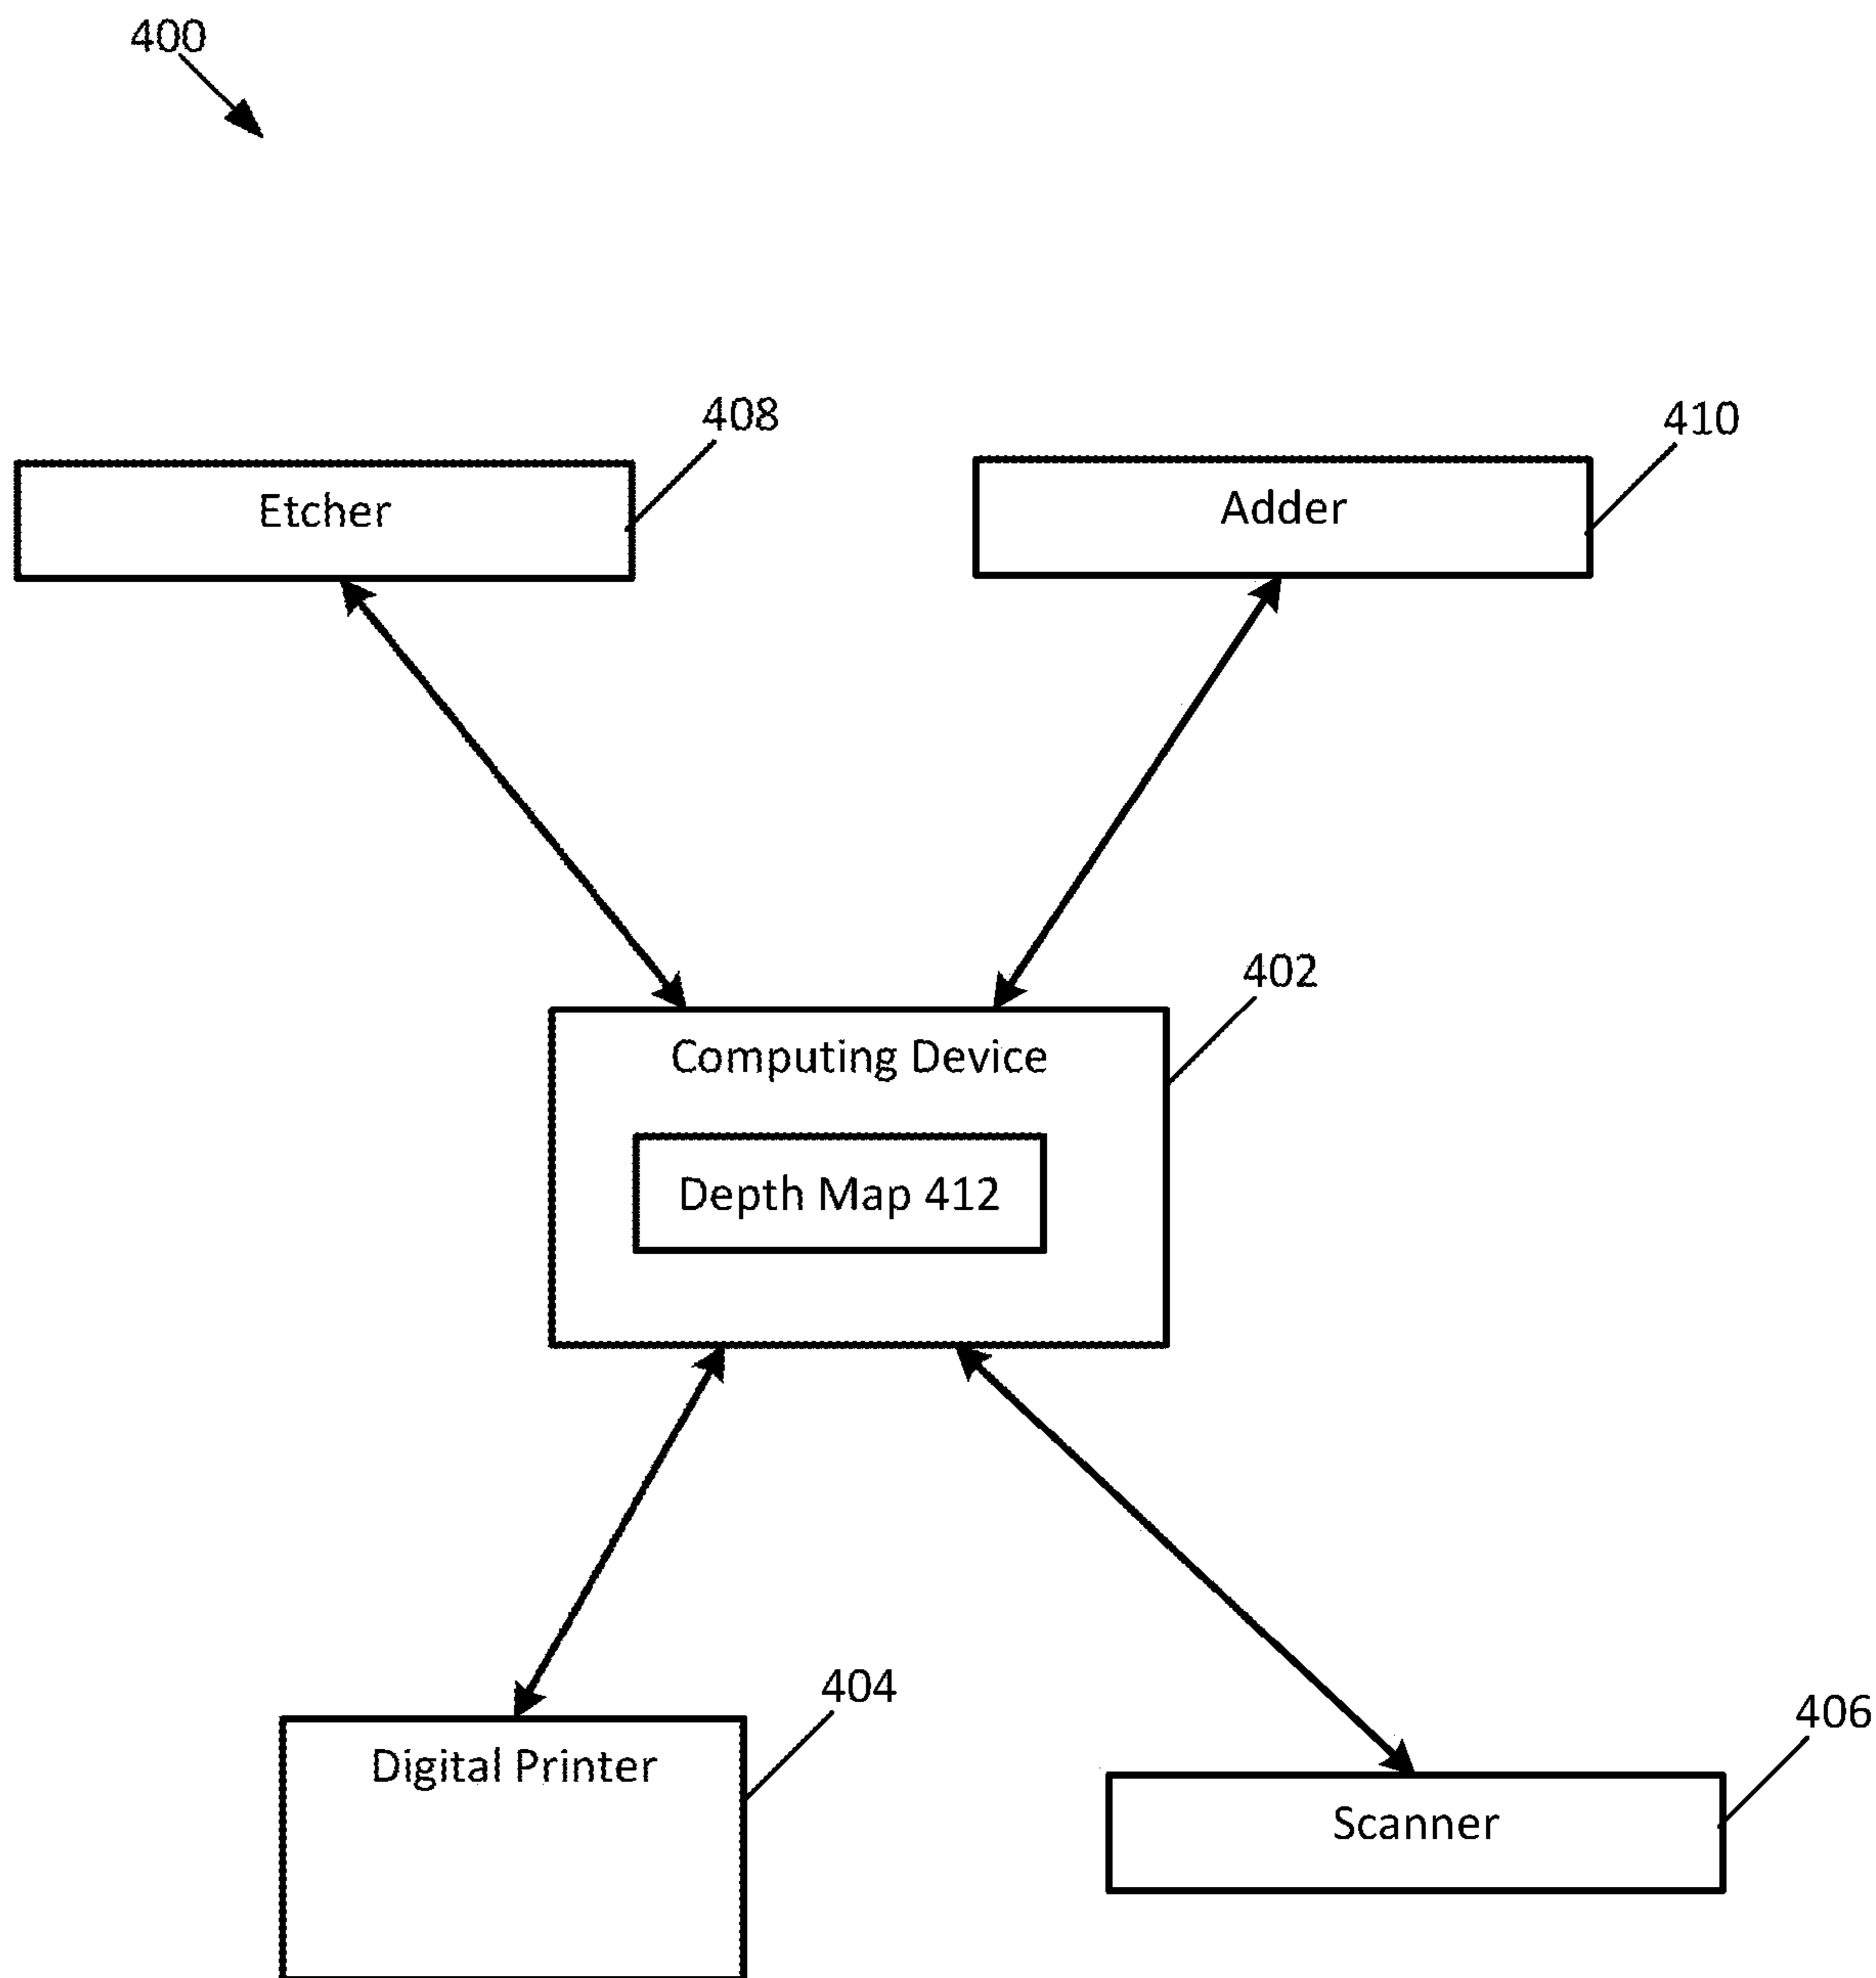 400
408
410
Etcher
Adder
402
Computing Device
Depth Map 412
404
406
Digital Printer
Scanner